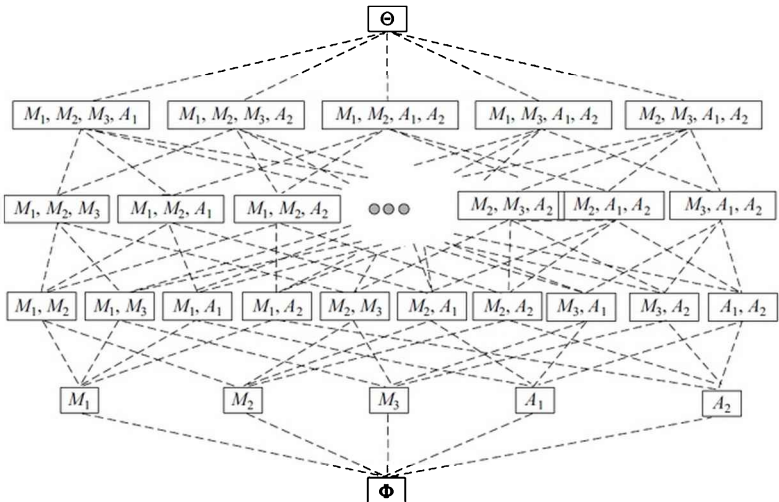 Θ
M₁, M₂, M₃, A₁ M₁, M₂, M₃, A₂ M₁, M₂, A₁, A₂ M₁, M₃, A₁, A₂ M₂, M₃, A₁, A₂
M₁, M₂, M₃ M₁, M₂, A₁ M₁, M₂, A₂ M₂, M₃, A₂ M₂, A₁, A₂ M₃, A₁, A₂
M₁, M₂ M₁, M₃ M₁, A₁ M₁, A₂ M₂, M₃ M₂, A₁ M₂, A₂ M₃, A₁ M₃, A₂ A₁, A₂
M₁ M₂ M₃ A₁ A₂
Φ